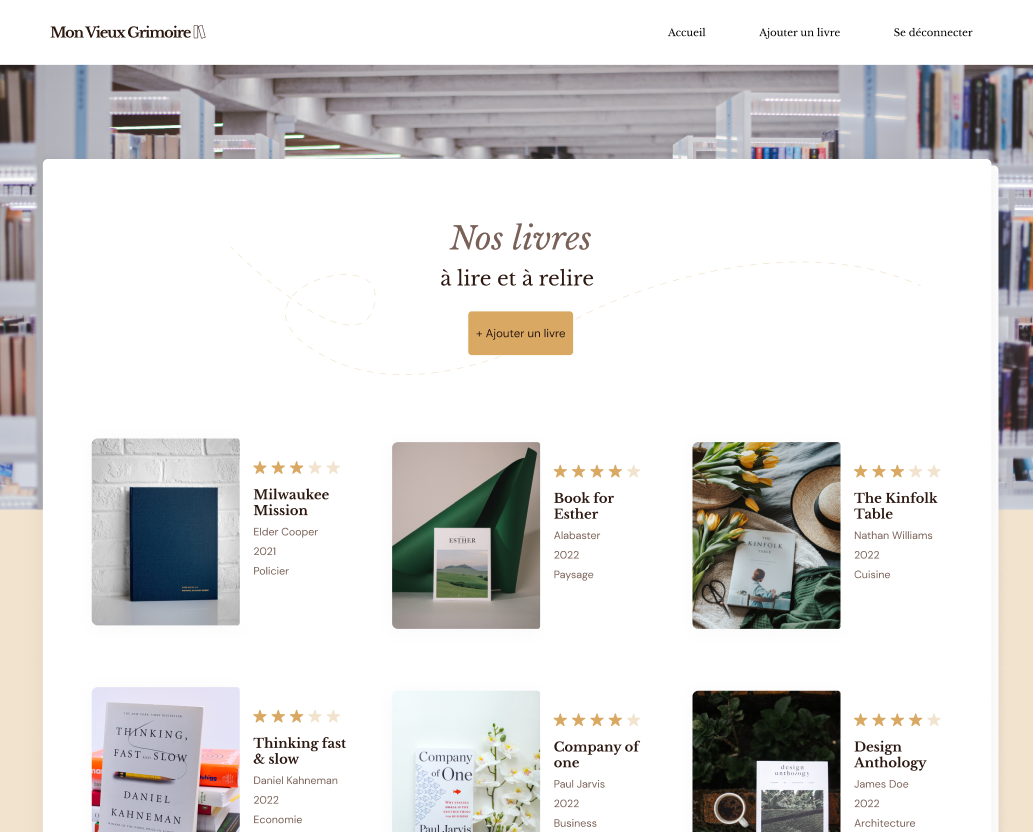 Mon Vieux Grimoire
Accueil
Ajouter un livre
Se déconnecter
Nos livres
à lire et à relire
+ Ajouter un livre
Milwaukee
Mission
Elder Cooper
2021
Policier
ESTHER
Book for
Esther
Alabaster
2022
Paysage
KINFOLK
TABLE
The Kinfolk
Table
Nathan Williams
2022
Cuisine
THINKING,
FAST AND SLOW
DANIEL
KAHNEMAN
Thinking fast
& slow
Daniel Kahneman
2022
Economie
Company
of One
Paul Jarvis
Company of
one
Paul Jarvis
2022
Business
design
anthology
Design
Anthology
James Doe
2022
Architecture